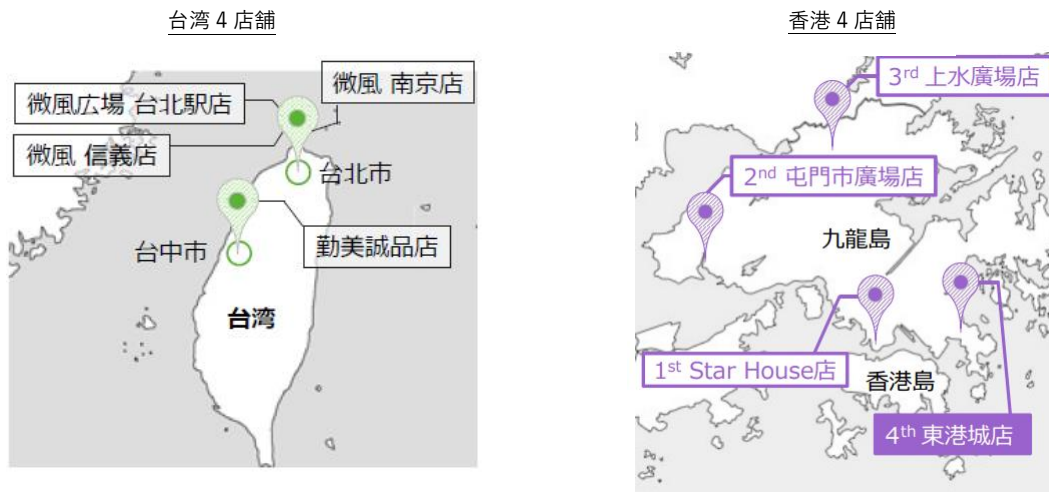 台湾 4 店舗
微風広場 台北駅店
微風 南京店
微風 信義店
台北市
台中市
勤美誠品店
台湾
香港 4 店舗
3rd 上水廣場店
2nd 屯門市廣場店
九龍島
1st Star House店
香港島
4th 東港城店